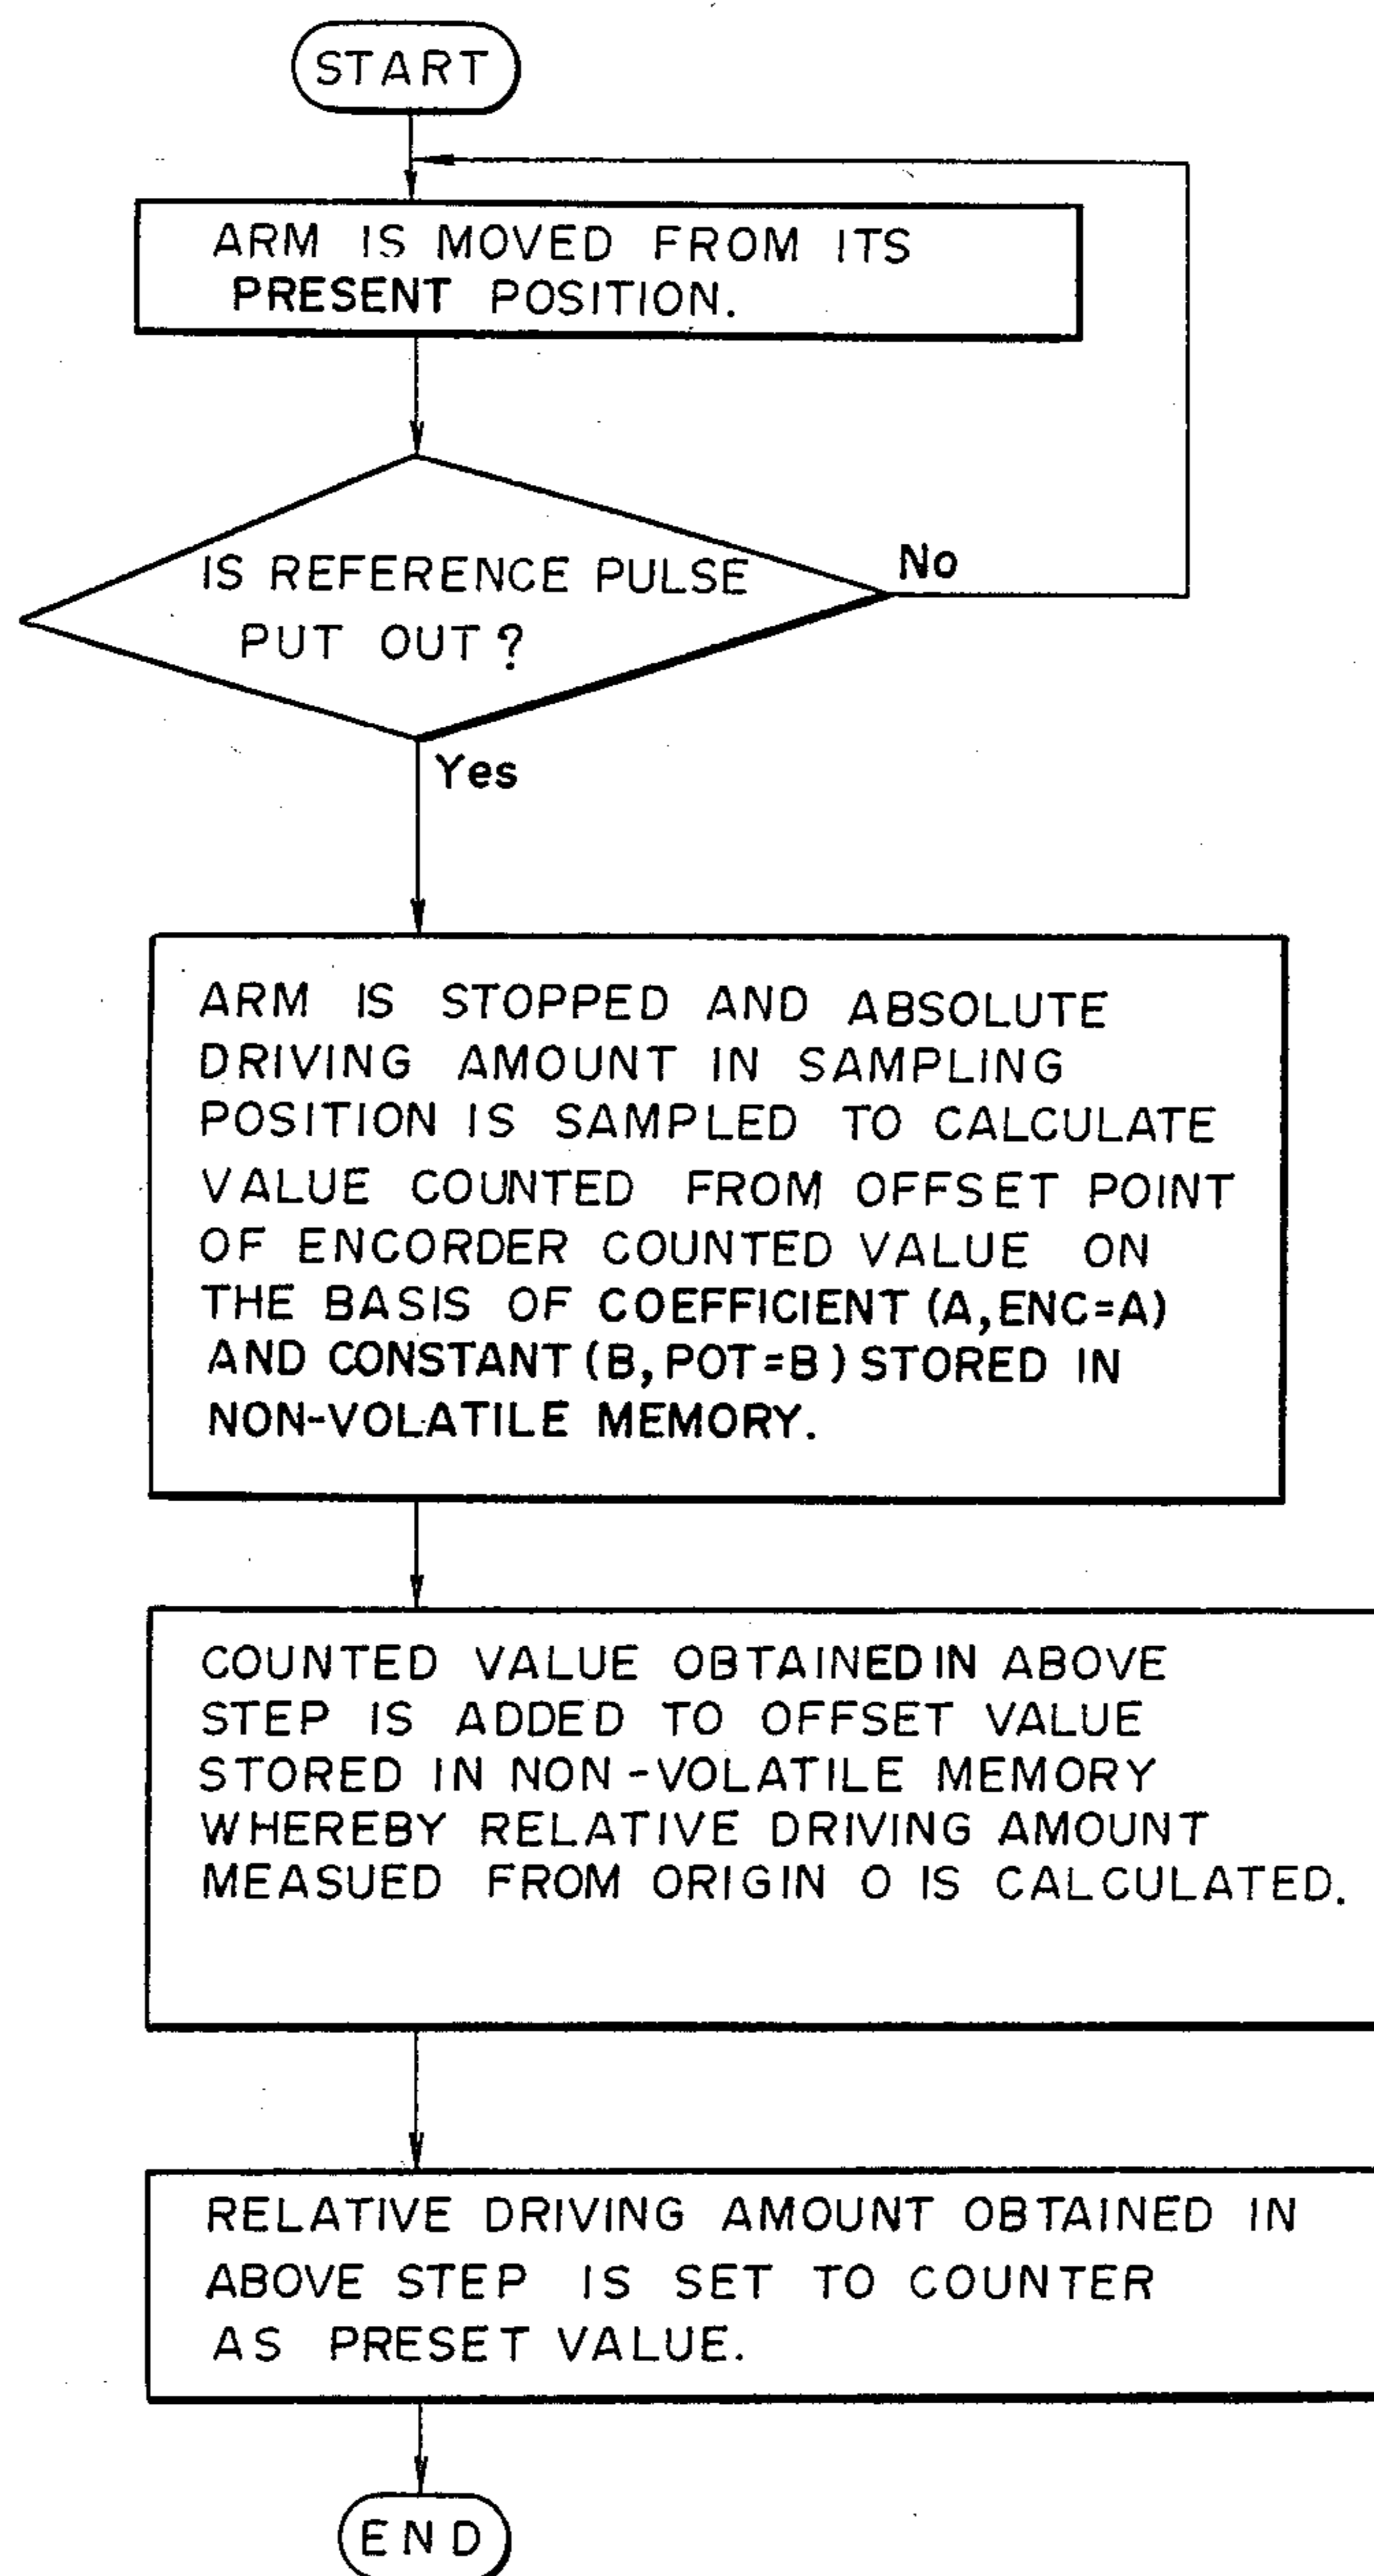 START
ARM IS MOVED FROM ITS
PRESENT POSITION.
IS REFERENCE PULSE
PUT OUT?
No
Yes
ARM IS STOPPED AND ABSOLUTE
DRIVING AMOUNT IN SAMPLING
POSITION IS SAMPLED TO CALCULATE
VALUE COUNTED FROM OFFSET POINT
OF ENCORDER COUNTED VALUE ON
THE BASIS OF COEFFICIENT (A, ENC=A)
AND CONSTANT (B, POT=B) STORED IN
NON-VOLATILE MEMORY.
COUNTED VALUE OBTAINED IN ABOVE
STEP IS ADDED TO OFFSET VALUE
STORED IN NON-VOLATILE MEMORY
WHEREBY RELATIVE DRIVING AMOUNT
MEASUED FROM ORIGIN O IS CALCULATED.
RELATIVE DRIVING AMOUNT OBTAINED IN
ABOVE STEP IS SET TO COUNTER
AS PRESET VALUE.
END